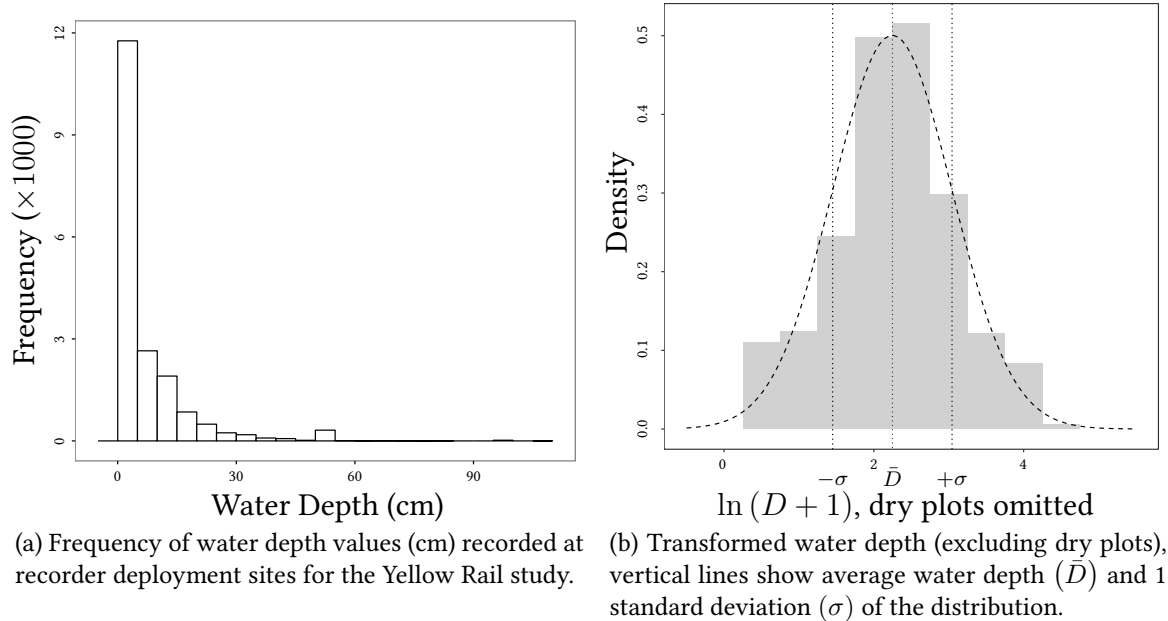 Frequency (×1000)
12
9
6
3
0
0 30 60 90
Water Depth (cm)
(a) Frequency of water depth values (cm) recorded at
recorder deployment sites for the Yellow Rail study.
Density
0.5
0.4
0.3
0.2
0.1
0.0
0 2 4
−σ D̄ +σ
ln (D + 1), dry plots omitted
(b) Transformed water depth (excluding dry plots),
vertical lines show average water depth (D̄) and 1
standard deviation (σ) of the distribution.